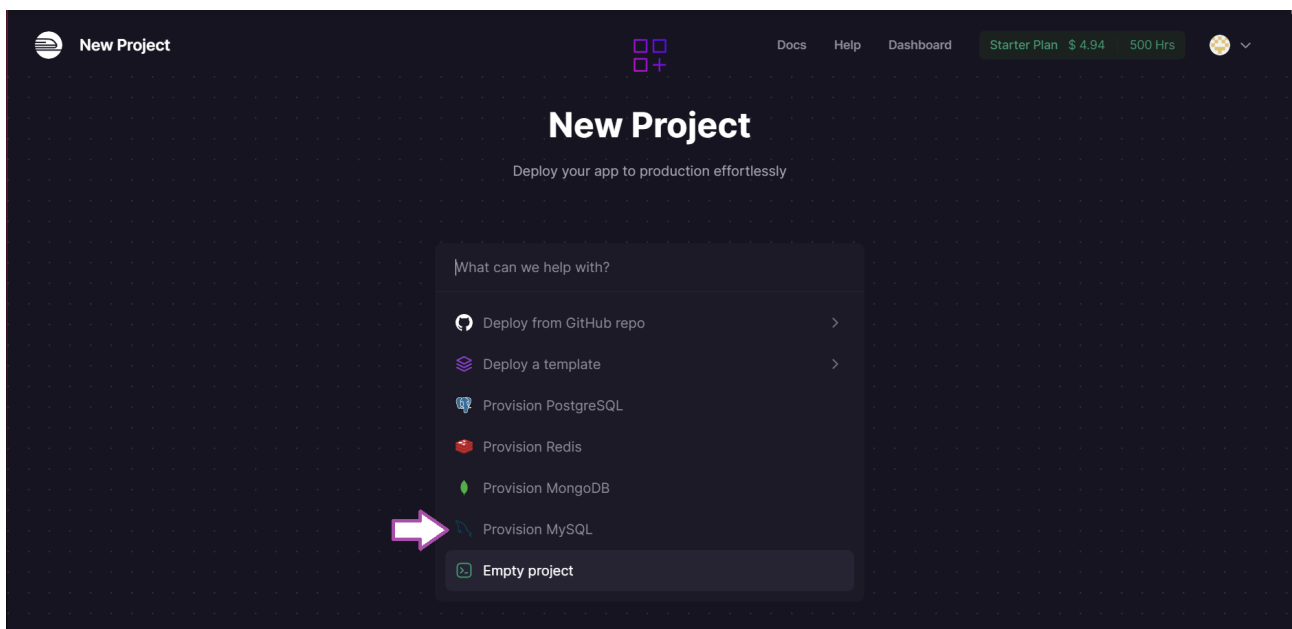 New Project
Docs Help Dashboard Starter Plan $ 4.94 500 Hrs
New Project
Deploy your app to production effortlessly
What can we help with?
Deploy from GitHub repo
Deploy a template
Provision PostgreSQL
Provision Redis
Provision MongoDB
Provision MySQL
Empty project